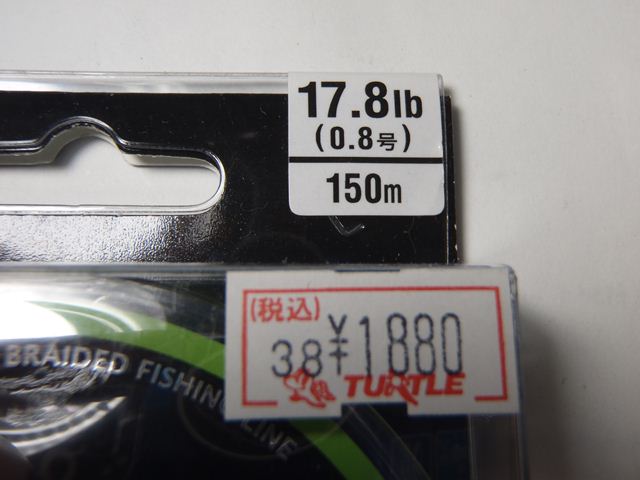 17.8lb
(0.8号)
150m
(税込)
38 ¥1880
TURTLE
BRAIDED FISHING LINE